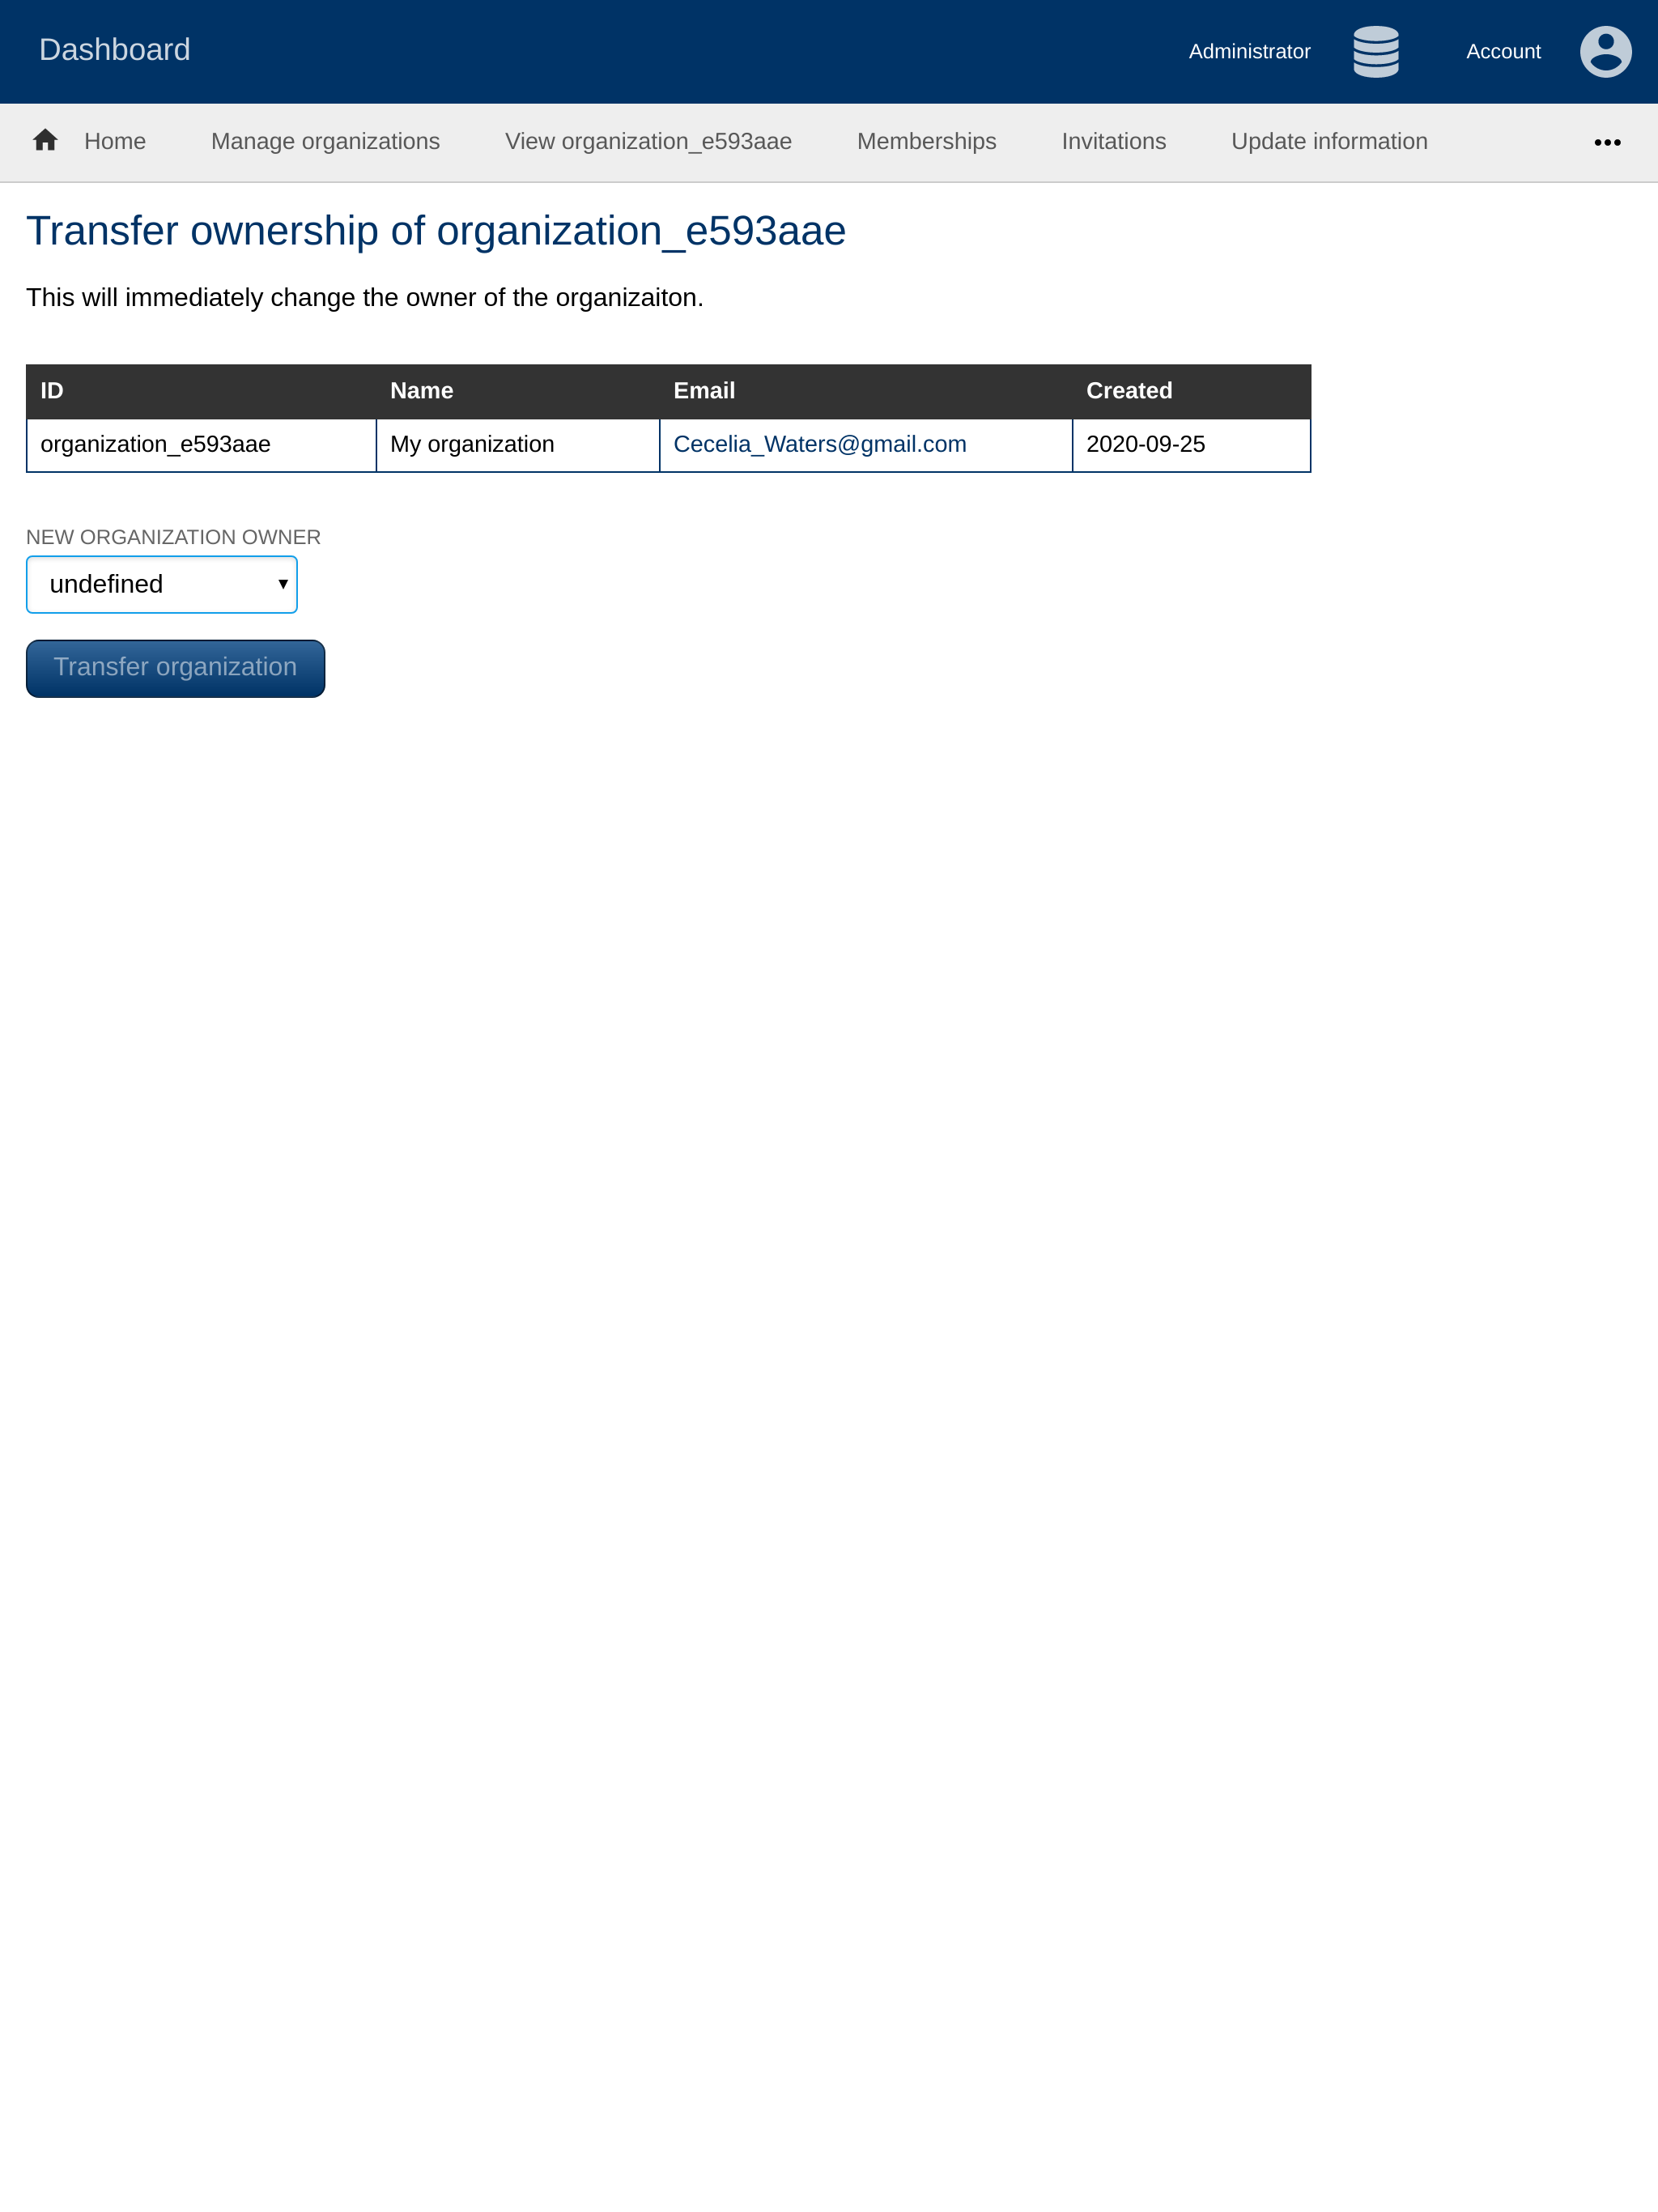 Dashboard Administrator Account
Home Manage organizations View organization_e593aae Memberships Invitations Update information •••
Transfer ownership of organization_e593aae
This will immediately change the owner of the organizaiton.
ID Name Email Created
organization_e593aae My organization Cecelia_Waters@gmail.com 2020-09-25
NEW ORGANIZATION OWNER
undefined
Transfer organization